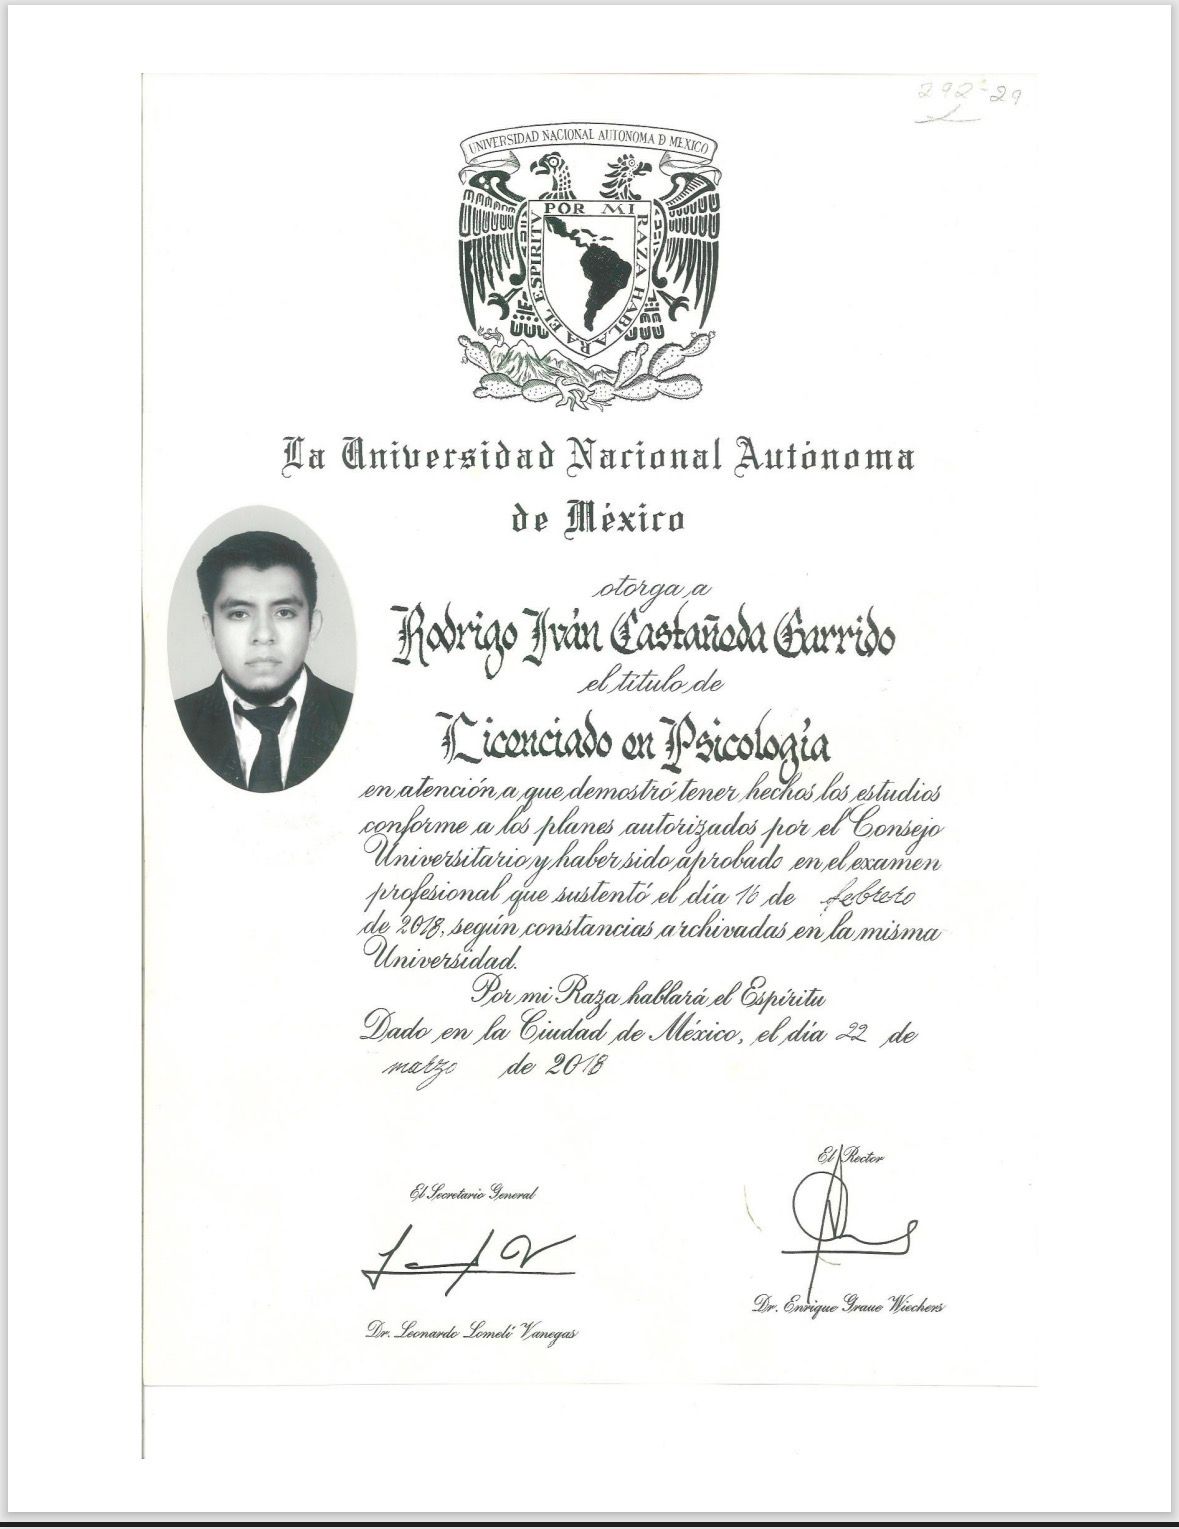 292-29
UNIVERSIDAD NACIONAL AUTONOMA D MEXICO
POR MI RAZA HABLARA EL ESPIRITU
La Universidad Nacional Autónoma
de México
otorga a
Rodrigo Iván Castañeda Garrido
el título de
Licenciado en Psicología
en atención a que demostró tener hechos los estudios
conforme a los planes autorizados por el Consejo
Universitario y haber sido aprobado en el examen
profesional que sustentó el día 16 de febrero
de 2018, según constancias archivadas en la misma
Universidad.
Por mi Raza hablará el Espíritu
Dado en la Ciudad de México, el día 22 de
marzo de 2018
El Rector
El Secretario General
Dr. Enrique Graue Wiechers
Dr. Leonardo Lomelí Vanegas